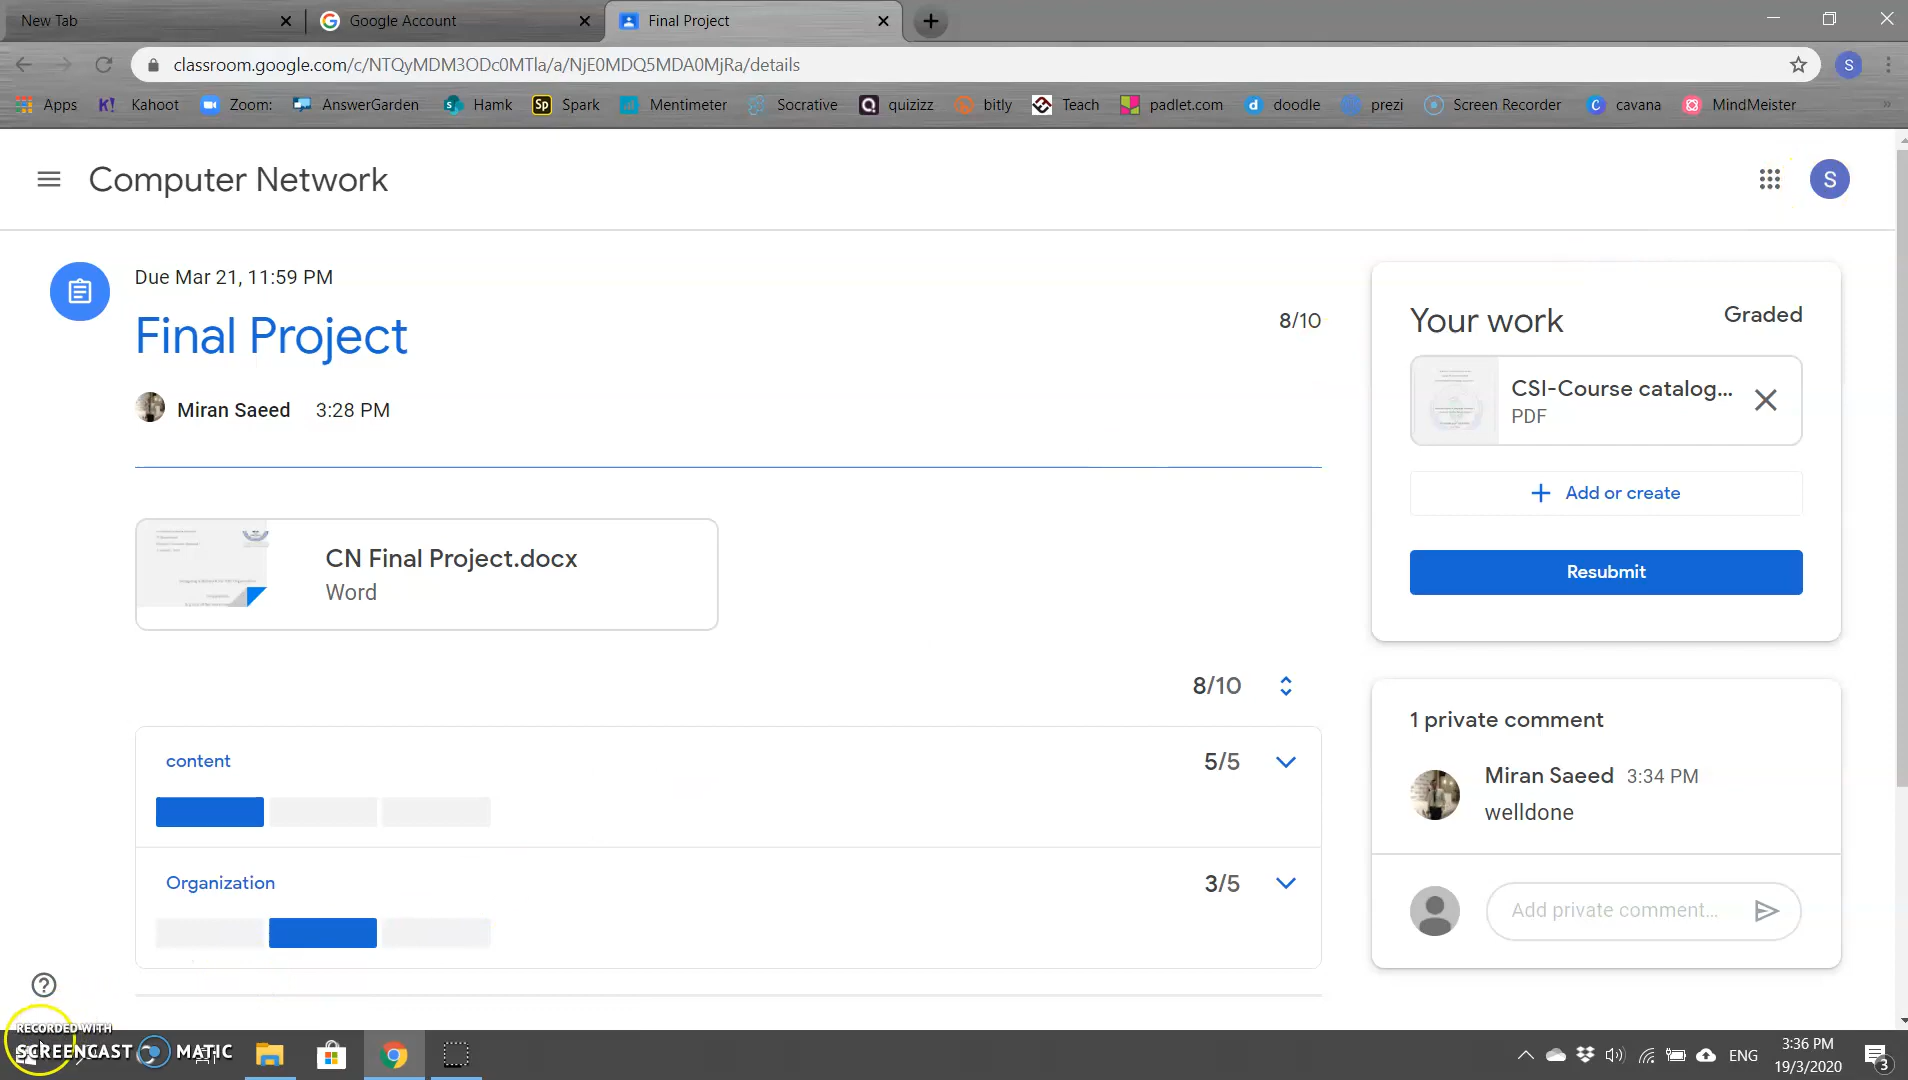 New Tab
Google Account
Final Project
classroom.google.com/c/NTQyMDM3ODc0MTla/a/NjE0MDQ5MDA0MjRa/details
S
Apps
K!
Kahoot
Zoom:
AnswerGarden
Hamk
Sp
Spark
Mentimeter
Socrative
quizizz
bitly
Teach
padlet.com
d
doodle
prezi
Screen Recorder
C
cavana
MindMeister
»
Computer Network
S
Due Mar 21, 11:59 PM
Final Project
8/10
Miran Saeed
3:28 PM
CN Final Project.docx
Word
8/10
content
5/5
Organization
3/5
Your work
Graded
CSI-Course catalog...
PDF
+ Add or create
Resubmit
1 private comment
Miran Saeed 3:34 PM
welldone
Add private comment...
RECORDED WITH
SCREENCAST MATIC
ENG
3:36 PM
19/3/2020
3